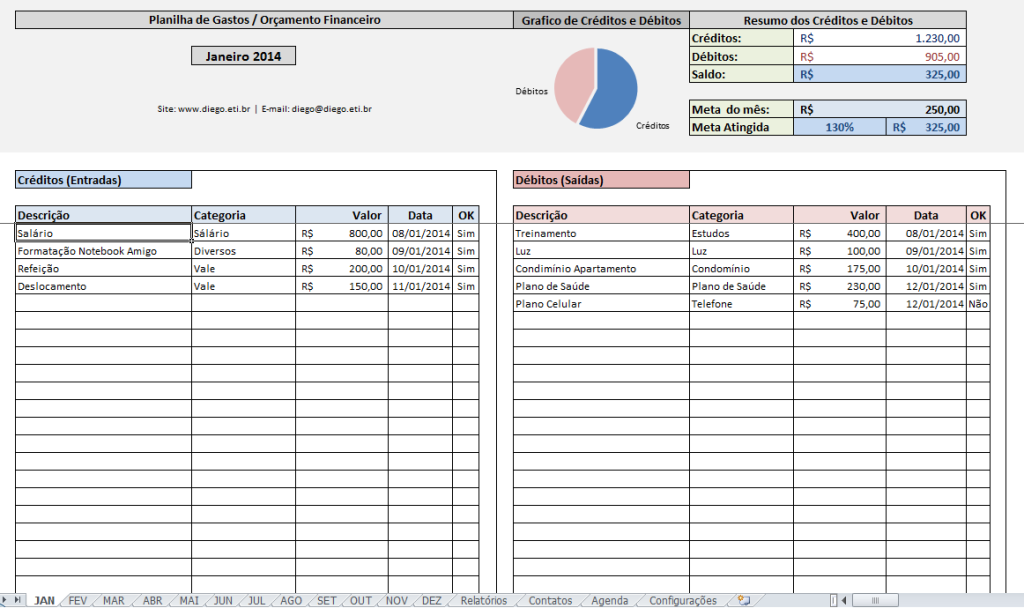 Planilha de Gastos / Orçamento Financeiro
Grafico de Créditos e Débitos
Resumo dos Créditos e Débitos
Janeiro 2014
Site: www.diego.eti.br | E-mail: diego@diego.eti.br
Débitos
Créditos
Créditos: R$ 1.230,00
Débitos: R$ 905,00
Saldo: R$ 325,00
Meta do mês: R$ 250,00
Meta Atingida 130% R$ 325,00
Créditos (Entradas)
Descrição Categoria Valor Data OK
Salário Sálário R$ 800,00 08/01/2014 Sim
Formatação Notebook Amigo Diversos R$ 80,00 09/01/2014 Sim
Refeição Vale R$ 200,00 10/01/2014 Sim
Deslocamento Vale R$ 150,00 11/01/2014 Sim
Débitos (Saídas)
Descrição Categoria Valor Data OK
Treinamento Estudos R$ 400,00 08/01/2014 Sim
Luz Luz R$ 100,00 09/01/2014 Sim
Condimínio Apartamento Condomínio R$ 175,00 10/01/2014 Sim
Plano de Saúde Plano de Saúde R$ 230,00 12/01/2014 Sim
Plano Celular Telefone R$ 75,00 12/01/2014 Não
JAN FEV MAR ABR MAI JUN JUL AGO SET OUT NOV DEZ Relatórios Contatos Agenda Configurações